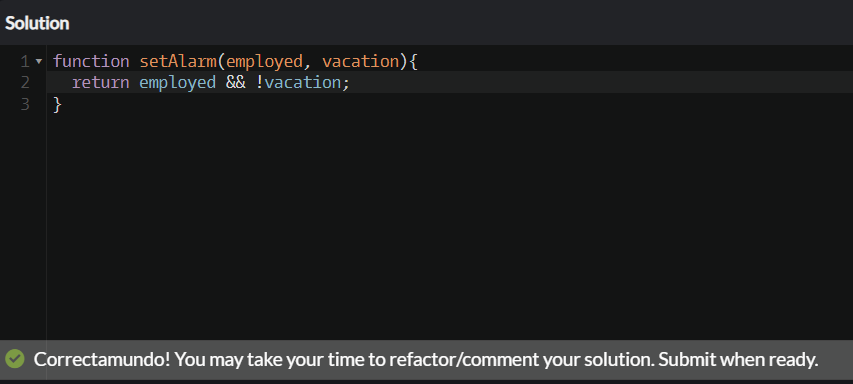 Solution
1 function setAlarm(employed, vacation){
2   return employed && !vacation;
3 }
Correctamundo! You may take your time to refactor/comment your solution. Submit when ready.